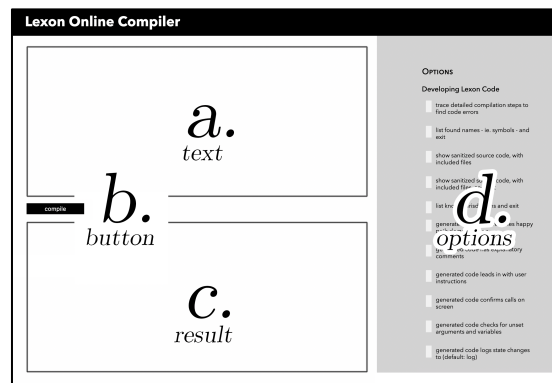 Lexon Online Compiler
a.
text
b.
button
compile
c.
result
d.
options
OPTIONS
Developing Lexon Code
trace detailed compilation steps to
find code errors
list found names - ie. symbols - and
exit
show sanitized source code, with
included files
show sanitized code, with
included files
list and exit
happy
comments
generated code leads in with user
instructions
generated code confirms calls on
screen
generated code checks for unset
arguments and variables
generated code logs state changes
to (default: log)